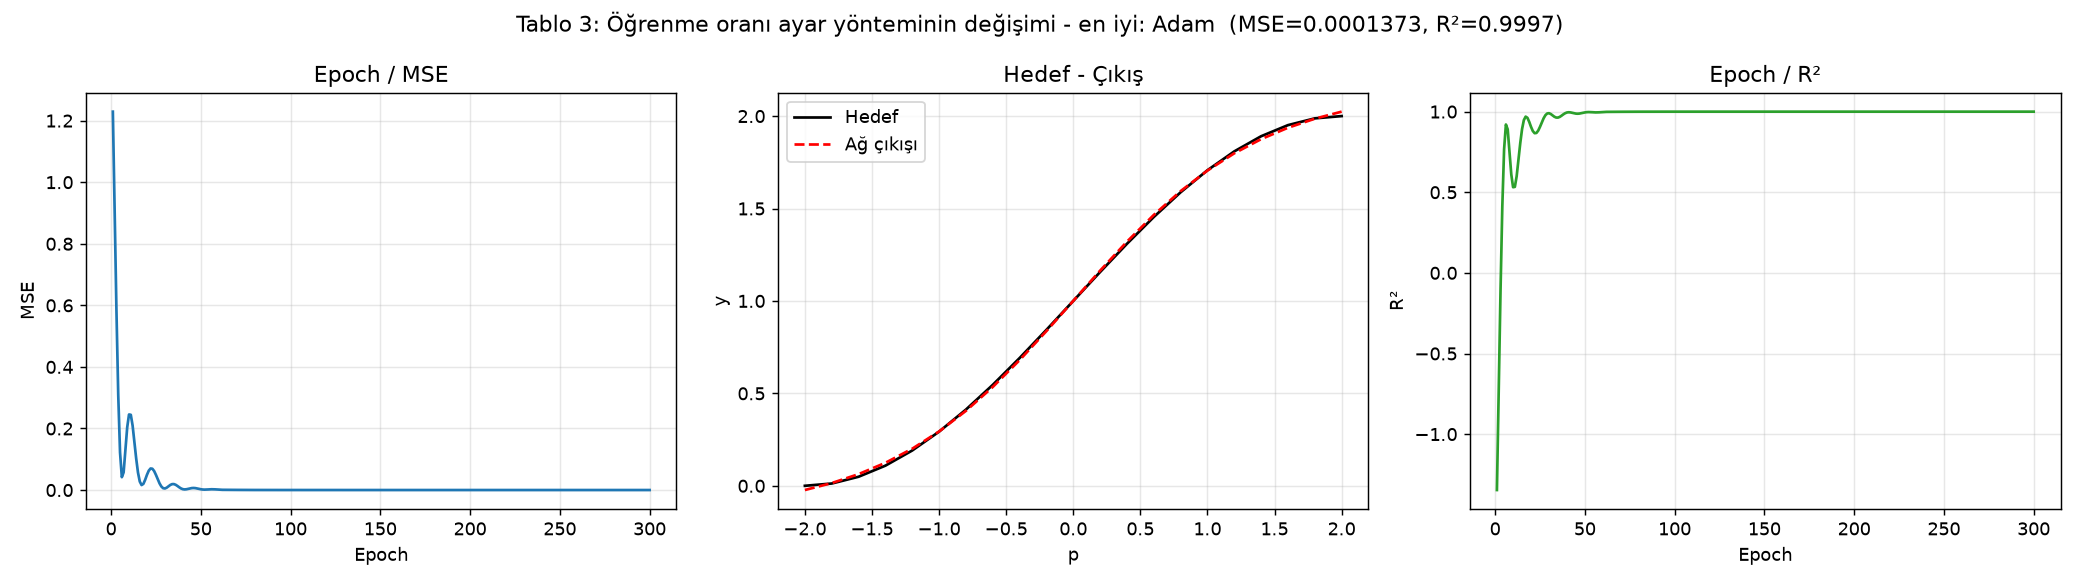 Tablo 3: Öğrenme oranı ayar yönteminin değişimi - en iyi: Adam  (MSE=0.0001373, R²=0.9997)
Epoch / MSE
1.2
1.0
0.8
0.6
0.4
0.2
0.0
MSE
0 50 100 150 200 250 300
Epoch
Hedef - Çıkış
Hedef
Ağ çıkışı
2.0
1.5
1.0
0.5
0.0
y
−2.0 −1.5 −1.0 −0.5 0.0 0.5 1.0 1.5 2.0
p
Epoch / R²
1.0
0.5
0.0
−0.5
−1.0
R²
0 50 100 150 200 250 300
Epoch